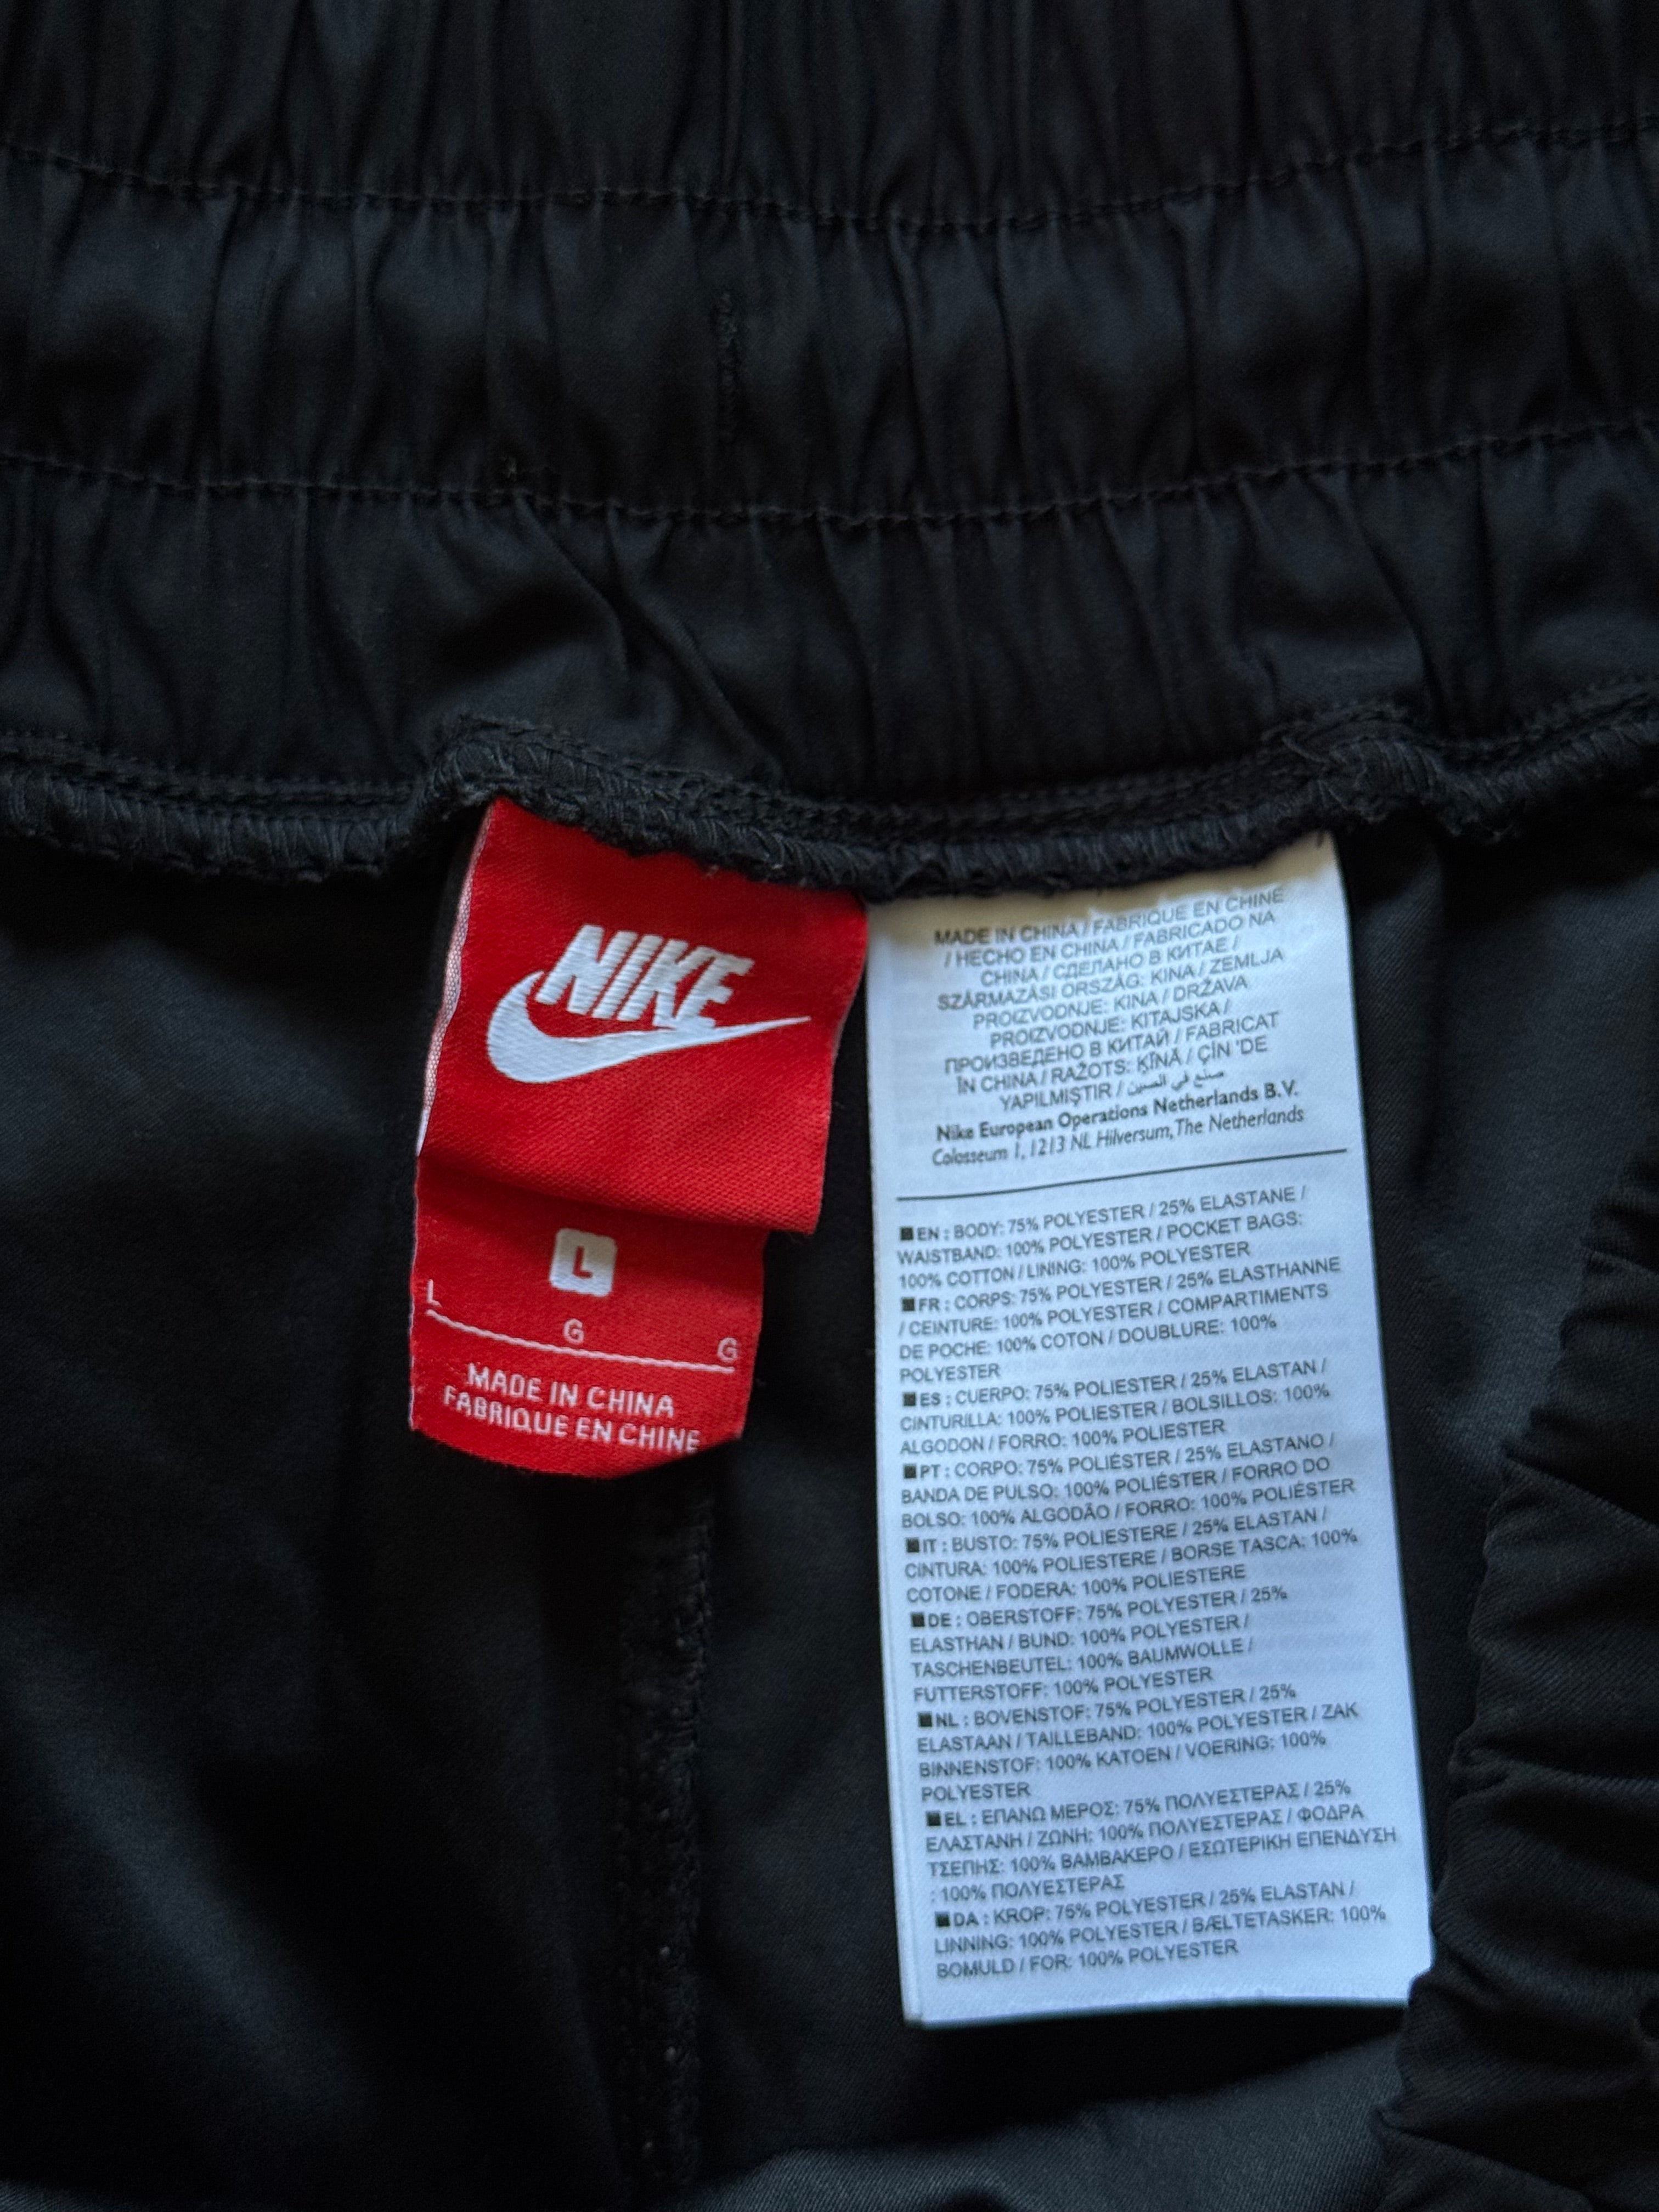 NIKE
L
L
G
G
MADE IN CHINA
FABRIQUE EN CHINE
MADE IN CHINA / FABRIQUE EN CHINE
/ HECHO EN CHINA / FABRICADO NA
CHINA / СДЕЛАНО В КИТАЕ /
SZÁRMAZÁSI ORSZÁG: KINA / ZEMLJA
PROIZVODNJE: KINA / DRŽAVA
PROIZVODNJE: KITAJSKA /
ПРОИЗВЕДЕНО В КИТАЙ / FABRICAT
ÎN CHINA / RAŽOTS: ĶĪNĀ / ÇİN 'DE
YAPILMIŞTIR / صنع في الصين
Nike European Operations Netherlands B.V.
Colosseum 1, 1213 NL Hilversum, The Netherlands
■EN : BODY: 75% POLYESTER / 25% ELASTANE /
WAISTBAND: 100% POLYESTER / POCKET BAGS:
100% COTTON / LINING: 100% POLYESTER
■FR : CORPS: 75% POLYESTER / 25% ELASTHANNE
/ CEINTURE: 100% POLYESTER / COMPARTIMENTS
DE POCHE: 100% COTON / DOUBLURE: 100%
POLYESTER
■ES : CUERPO: 75% POLIESTER / 25% ELASTAN /
CINTURILLA: 100% POLIESTER / BOLSILLOS: 100%
ALGODON / FORRO: 100% POLIESTER
■PT : CORPO: 75% POLIÉSTER / 25% ELASTANO /
BANDA DE PULSO: 100% POLIÉSTER / FORRO DO
BOLSO: 100% ALGODÃO / FORRO: 100% POLIÉSTER
■IT : BUSTO: 75% POLIESTERE / 25% ELASTAN /
CINTURA: 100% POLIESTERE / BORSE TASCA: 100%
COTONE / FODERA: 100% POLIESTERE
■DE : OBERSTOFF: 75% POLYESTER / 25%
ELASTHAN / BUND: 100% POLYESTER /
TASCHENBEUTEL: 100% BAUMWOLLE /
FUTTERSTOFF: 100% POLYESTER
■NL : BOVENSTOF: 75% POLYESTER / 25%
ELASTAAN / TAILLEBAND: 100% POLYESTER / ZAK
BINNENSTOF: 100% KATOEN / VOERING: 100%
POLYESTER
■EL : ΕΠΑΝΩ ΜΕΡΟΣ: 75% ΠΟΛΥΕΣΤΕΡΑΣ / 25%
ΕΛΑΣΤΑΝΗ / ΖΩΝΗ: 100% ΠΟΛΥΕΣΤΕΡΑΣ / ΦΟΔΡΑ
ΤΣΕΠΗΣ: 100% ΒΑΜΒΑΚΕΡΟ / ΕΣΩΤΕΡΙΚΗ ΕΠΕΝΔΥΣΗ
: 100% ΠΟΛΥΕΣΤΕΡΑΣ
■DA : KROP: 75% POLYESTER / 25% ELASTAN /
LINNING: 100% POLYESTER / BÆLTETASKER: 100%
BOMULD / FOR: 100% POLYESTER